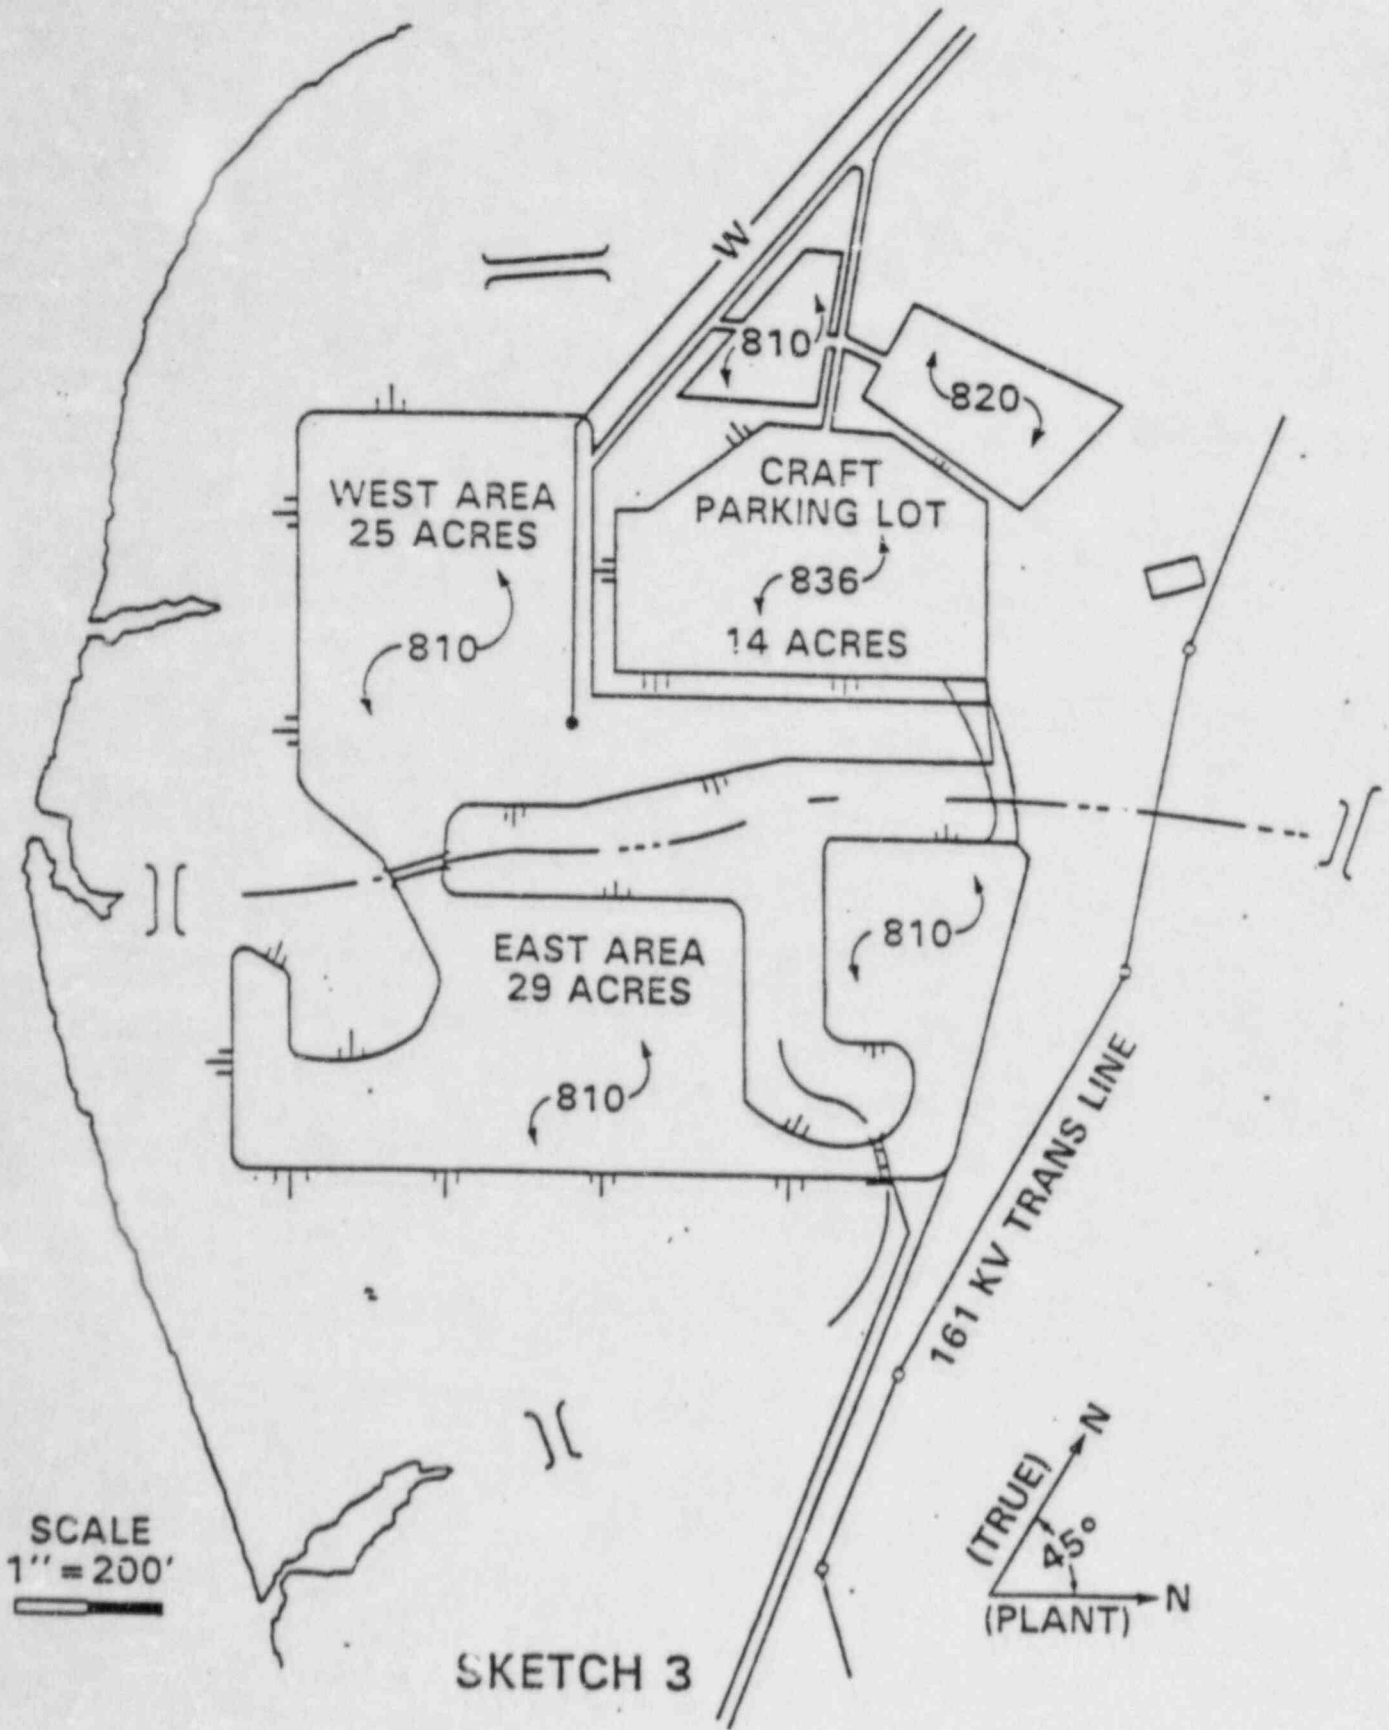 W
810
820
CRAFT
PARKING LOT
836
14 ACRES
WEST AREA
25 ACRES
810
810
EAST AREA
29 ACRES
810
161 KV TRANS LINE
(TRUE) N
45°
(PLANT) N
SCALE
1" = 200'
SKETCH 3